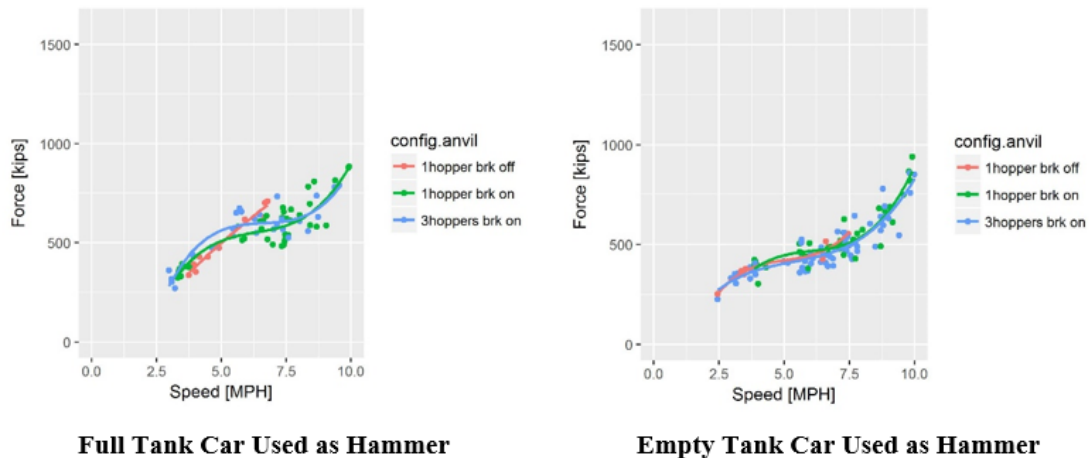 1500
1000
500
0
Force [kips]
0.0 2.5 5.0 7.5 10.0
Speed [MPH]
config.anvil
1hopper brk off
1hopper brk on
3hoppers brk on
Full Tank Car Used as Hammer
1500
1000
500
0
Force [kips]
0.0 2.5 5.0 7.5 10.0
Speed [MPH]
config.anvil
1hopper brk off
1hopper brk on
3hoppers brk on
Empty Tank Car Used as Hammer